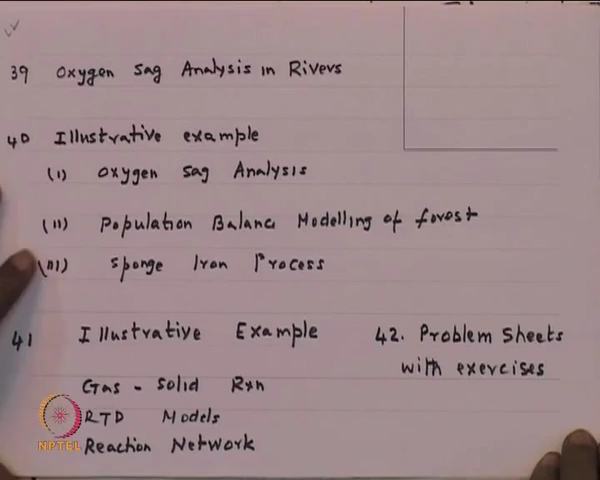 39 Oxygen Sag Analysis in Rivers
40 Illustrative example
(i) Oxygen Sag Analysis
(ii) Population Balance Modelling of forest
(iii) Sponge Iron Process
41 Illustrative Example
Gas - Solid Rxn
RTD Models
Reaction Network
42. Problem Sheets
with exercises
NPTEL